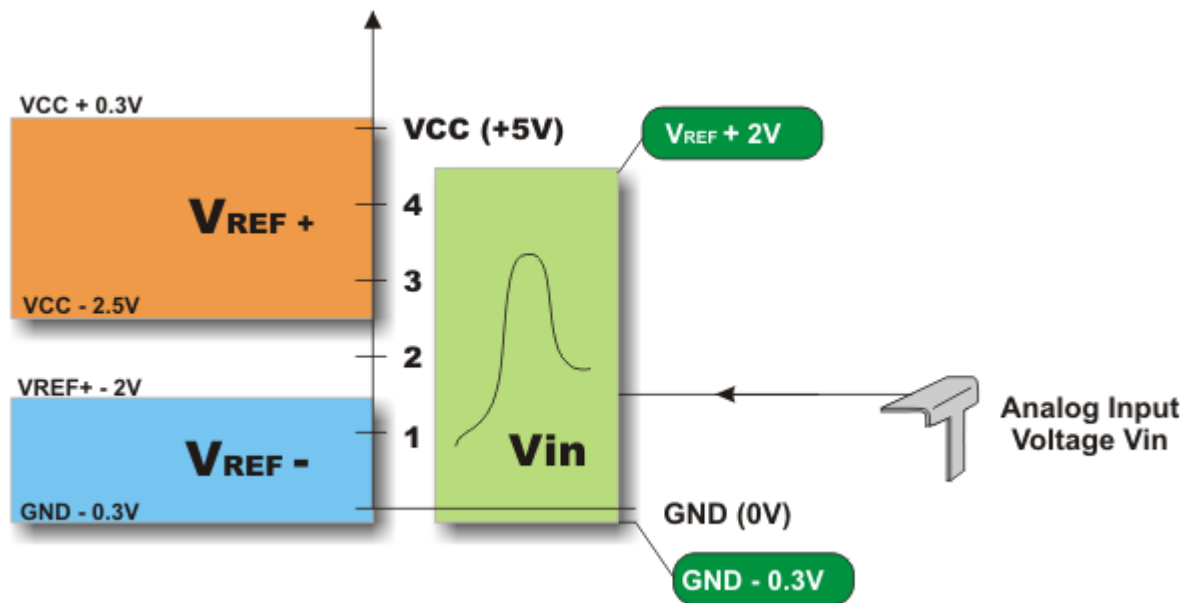 VCC + 0.3V
VCC (+5V)
VREF + 2V
4
VREF +
3
VCC - 2.5V
2
VREF+ - 2V
Analog Input
Voltage Vin
1
VREF -
Vin
GND - 0.3V
GND (0V)
GND - 0.3V